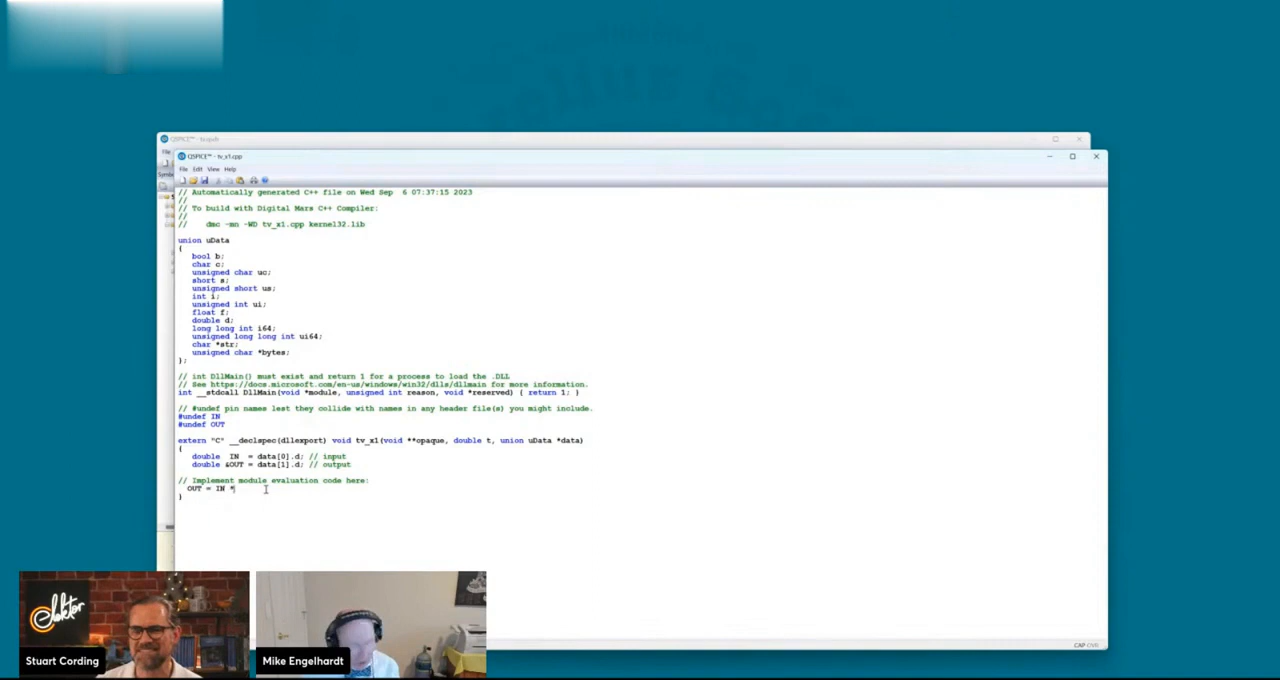 QSPICE™ - tv.qsch
File
QSPICE™ - tv_x1.cpp
File Edit View Help
// Automatically generated C++ file on Wed Sep  6 07:37:15 2023
//
// To build with Digital Mars C++ Compiler:
//
//    dmc -mn -WD tv_x1.cpp kernel32.lib
union uData
{
bool b;
char c;
unsigned char uc;
short s;
unsigned short us;
int i;
unsigned int ui;
float f;
double d;
long long int i64;
unsigned long long int ui64;
char *str;
unsigned char *bytes;
};
// int DllMain() must exist and return 1 for a process to load the .DLL
// See https://docs.microsoft.com/en-us/windows/win32/dlls/dllmain for more information.
int __stdcall DllMain(void *module, unsigned int reason, void *reserved) { return 1; }
// #undef pin names lest they collide with names in any header file(s) you might include.
#undef IN
#undef OUT
extern "C" __declspec(dllexport) void tv_x1(void **opaque, double t, union uData *data)
{
double  IN  = data[0].d; // input
double &OUT = data[1].d; // output
// Implement module evaluation code here:
OUT = IN *
}
elektor
Stuart Cording
Mike Engelhardt
CAP OVR